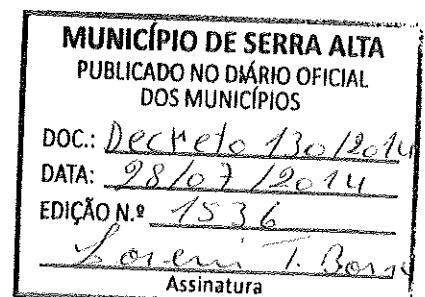 MUNICÍPIO DE SERRA ALTA
PUBLICADO NO DIÁRIO OFICIAL
DOS MUNICÍPIOS
DOC.: Decreto 130/2014
DATA: 28/07/2014
EDIÇÃO N.º 1536
Loreni T.
Assinatura